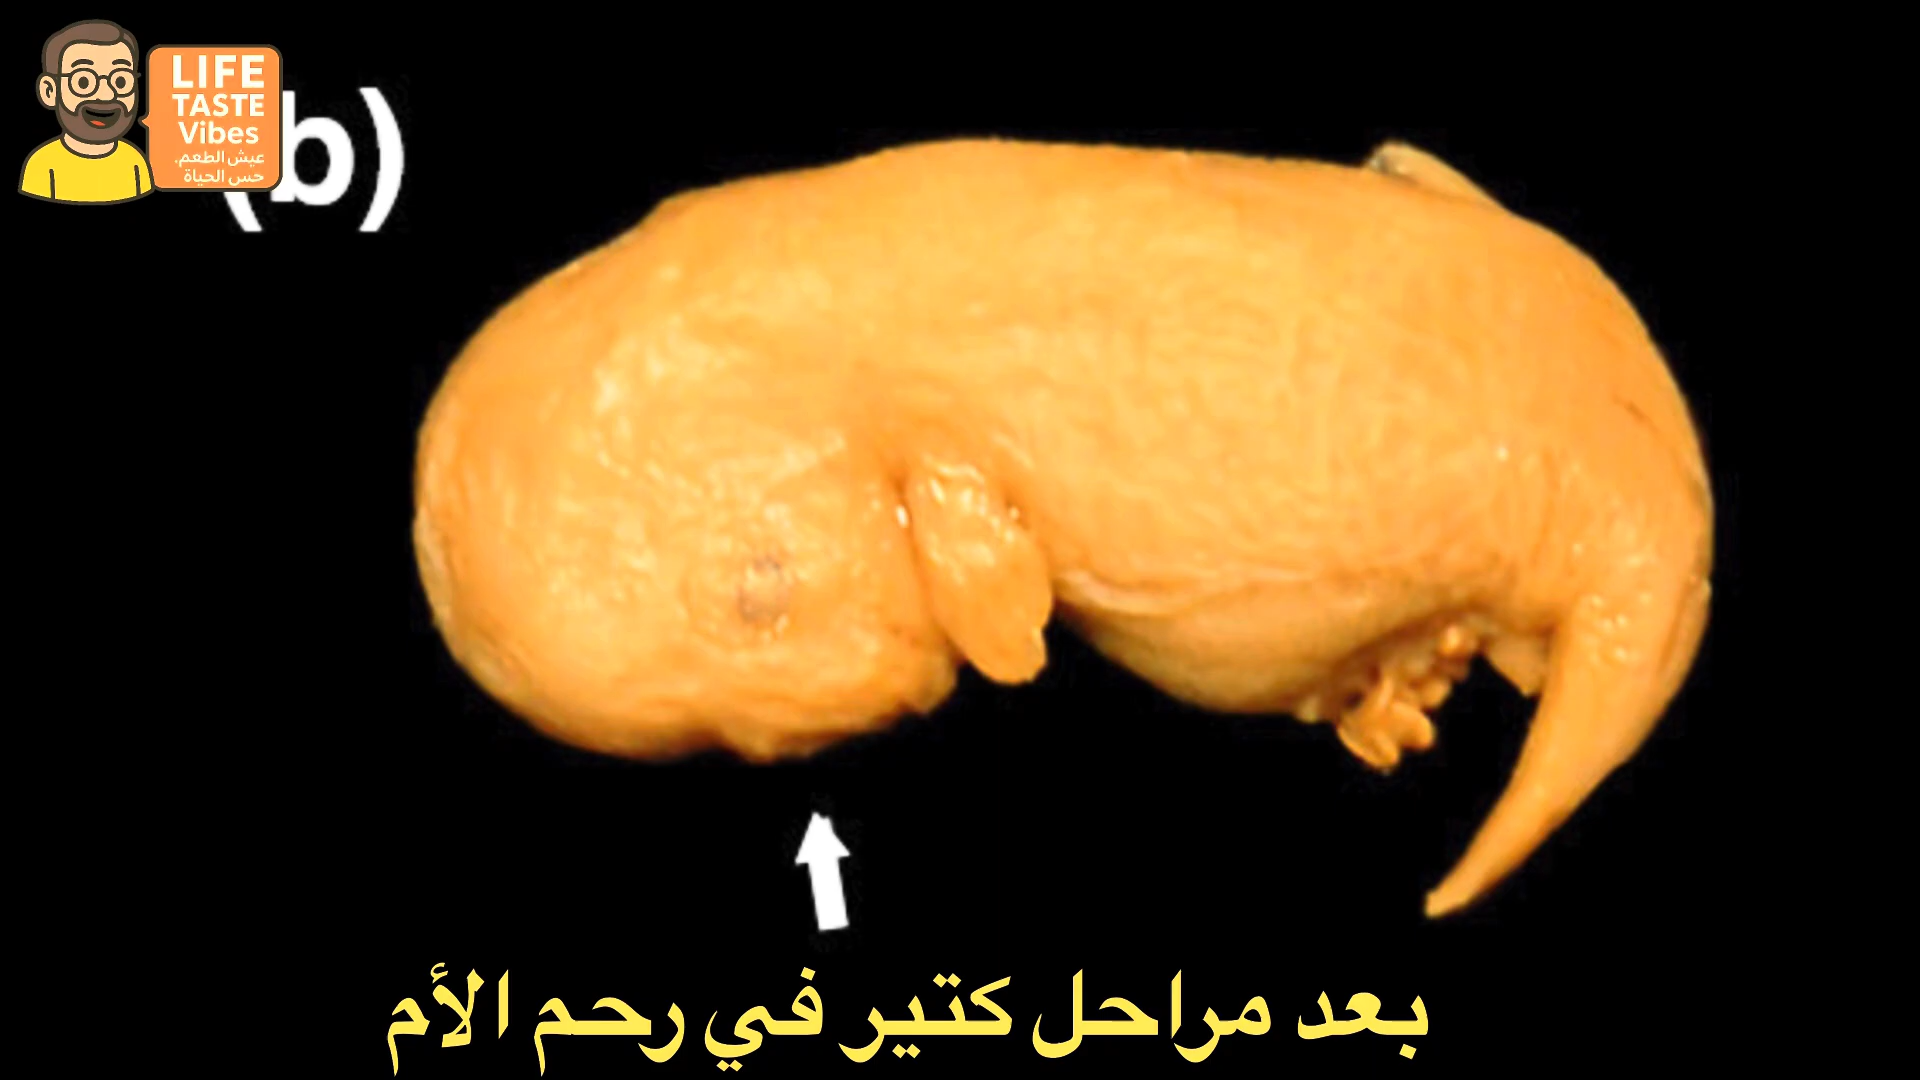 LIFE
TASTE
Vibes
عيش الطعم.
حس الحياة
(b)
بعد مراحل كتير في رحم الأم